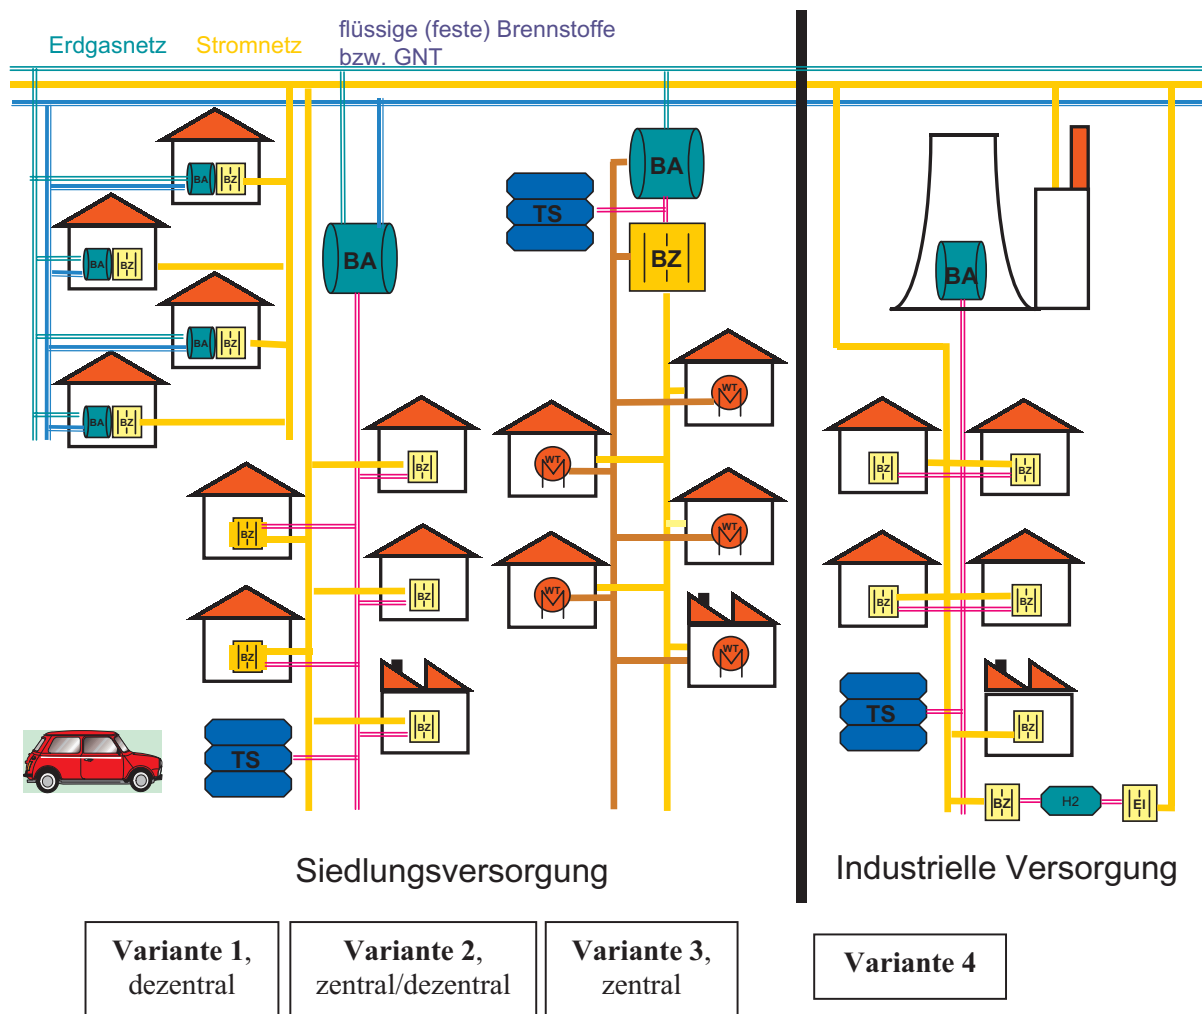 Erdgasnetz
Stromnetz
flüssige (feste) Brennstoffe
bzw. GNT
BA
BZ
BA
BZ
BA
BZ
BA
BZ
BA
BZ
BZ
BZ
BZ
BZ
TS
BA
TS
BZ
WT
WT
WT
WT
WT
BA
BZ
BZ
BZ
BZ
TS
BZ
BZ
H2
El
Siedlungsversorgung
Industrielle Versorgung
Variante 1,
dezentral
Variante 2,
zentral/dezentral
Variante 3,
zentral
Variante 4